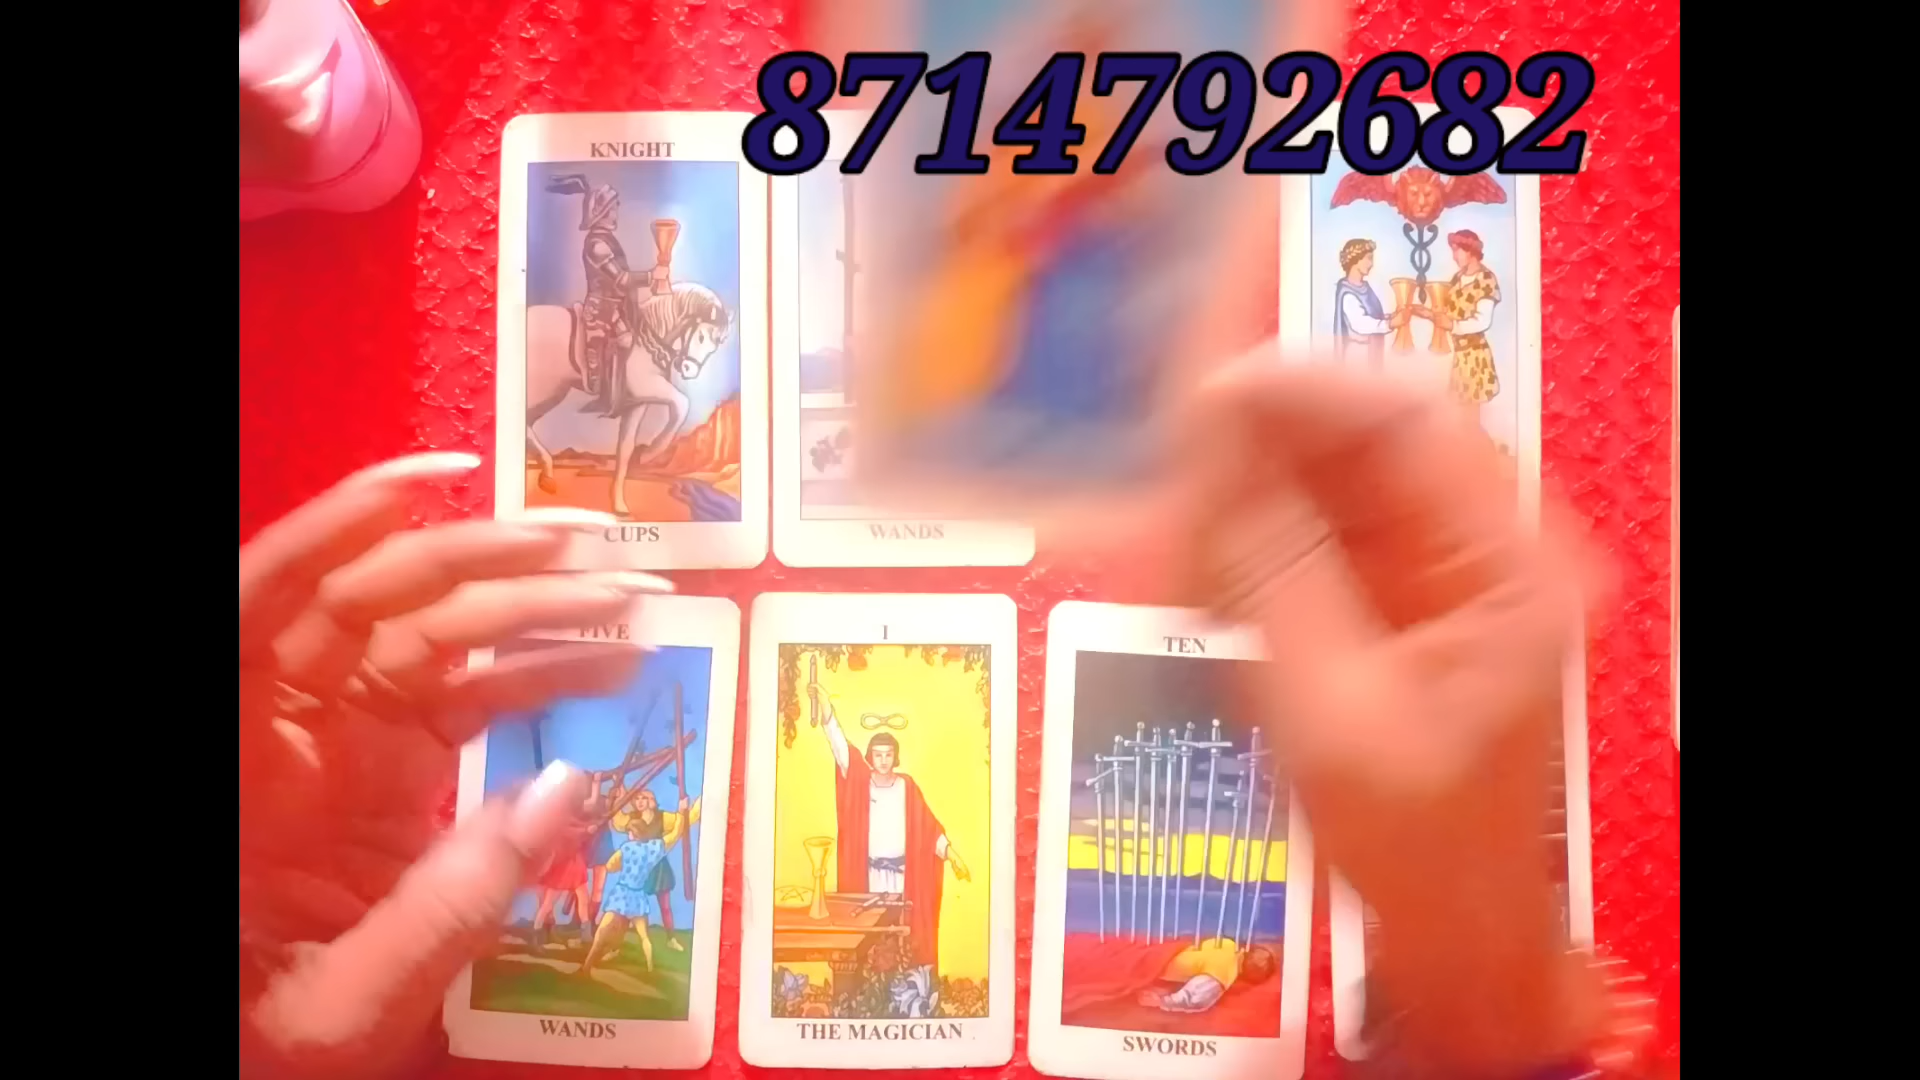 8714792682
KNIGHT
CUPS
WANDS
FIVE
I
TEN
WANDS
THE MAGICIAN
SWORDS